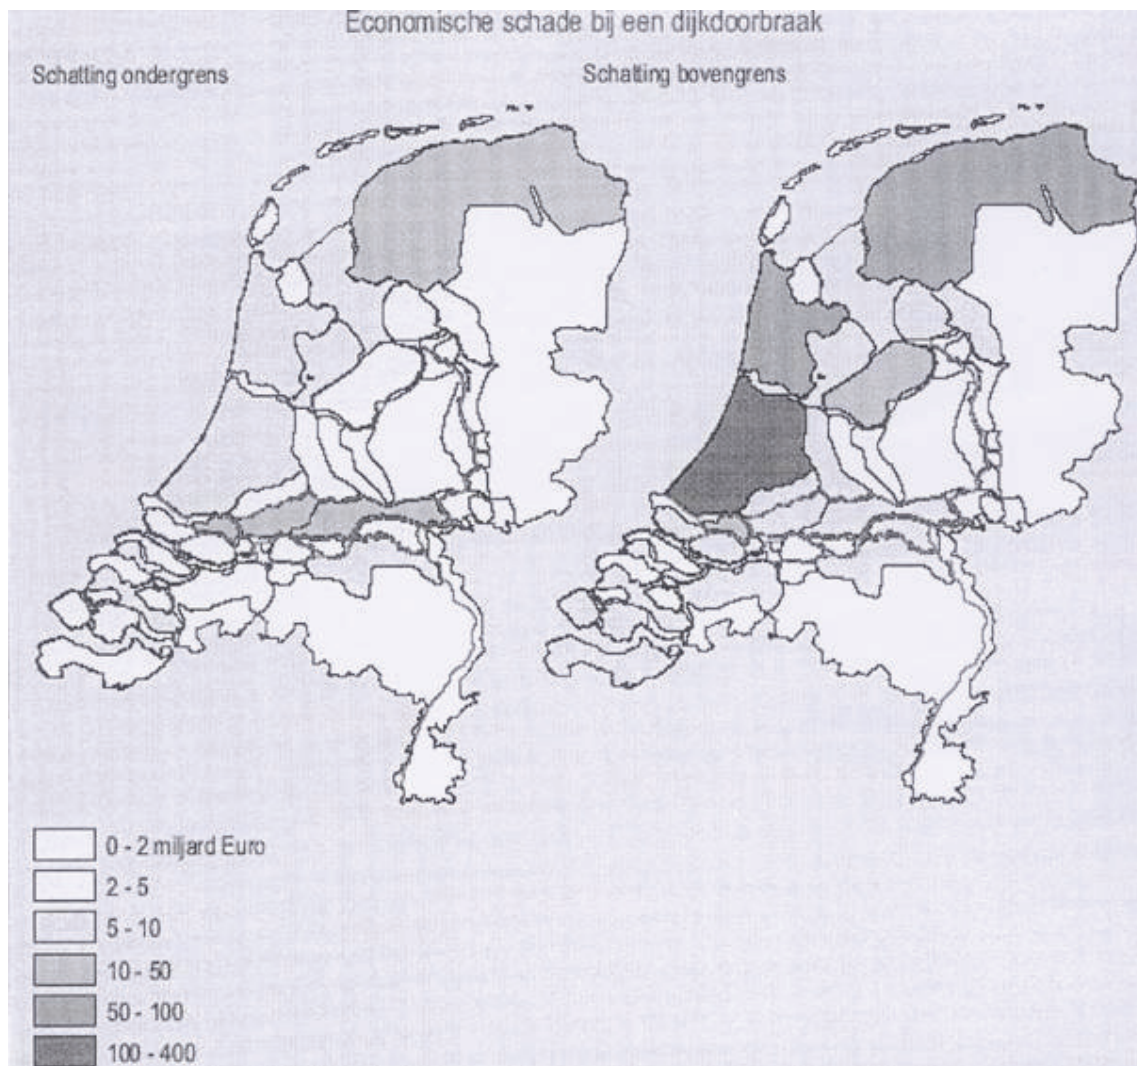 Economische schade bij een dijkdoorbraak
Schatting ondergrens
Schatting bovengrens
0 - 2 miljard Euro
2 - 5
5 - 10
10 - 50
50 - 100
100 - 400